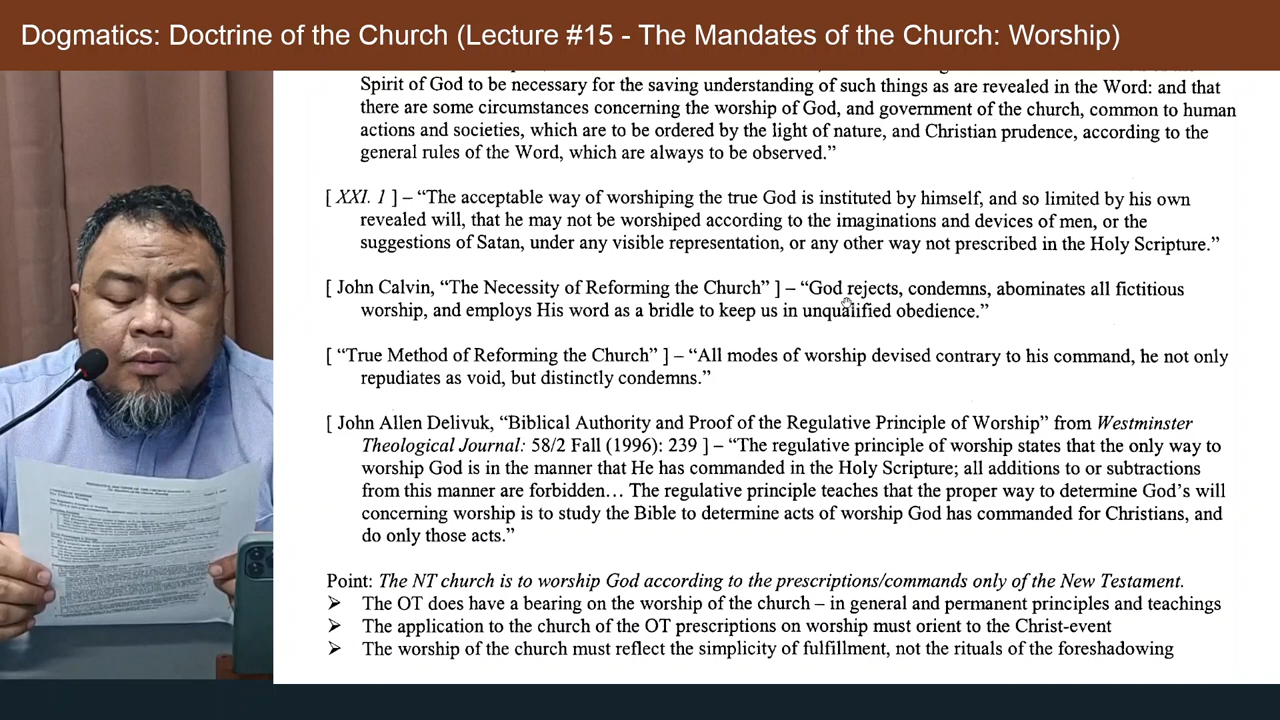 Dogmatics: Doctrine of the Church (Lecture #15 - The Mandates of the Church: Worship)
Spirit of God to be necessary for the saving understanding of such things as are revealed in the Word: and that
there are some circumstances concerning the worship of God, and government of the church, common to human
actions and societies, which are to be ordered by the light of nature, and Christian prudence, according to the
general rules of the Word, which are always to be observed.”
[ XXI. 1 ] – “The acceptable way of worshiping the true God is instituted by himself, and so limited by his own
revealed will, that he may not be worshiped according to the imaginations and devices of men, or the
suggestions of Satan, under any visible representation, or any other way not prescribed in the Holy Scripture.”
[ John Calvin, “The Necessity of Reforming the Church” ] – “God rejects, condemns, abominates all fictitious
worship, and employs His word as a bridle to keep us in unqualified obedience.”
[ “True Method of Reforming the Church” ] – “All modes of worship devised contrary to his command, he not only
repudiates as void, but distinctly condemns.”
[ John Allen Delivuk, “Biblical Authority and Proof of the Regulative Principle of Worship” from Westminster
Theological Journal: 58/2 Fall (1996): 239 ] – “The regulative principle of worship states that the only way to
worship God is in the manner that He has commanded in the Holy Scripture; all additions to or subtractions
from this manner are forbidden… The regulative principle teaches that the proper way to determine God’s will
concerning worship is to study the Bible to determine acts of worship God has commanded for Christians, and
do only those acts.”
Point: The NT church is to worship God according to the prescriptions/commands only of the New Testament.
➢ The OT does have a bearing on the worship of the church – in general and permanent principles and teachings
➢ The application to the church of the OT prescriptions on worship must orient to the Christ-event
➢ The worship of the church must reflect the simplicity of fulfillment, not the rituals of the foreshadowing